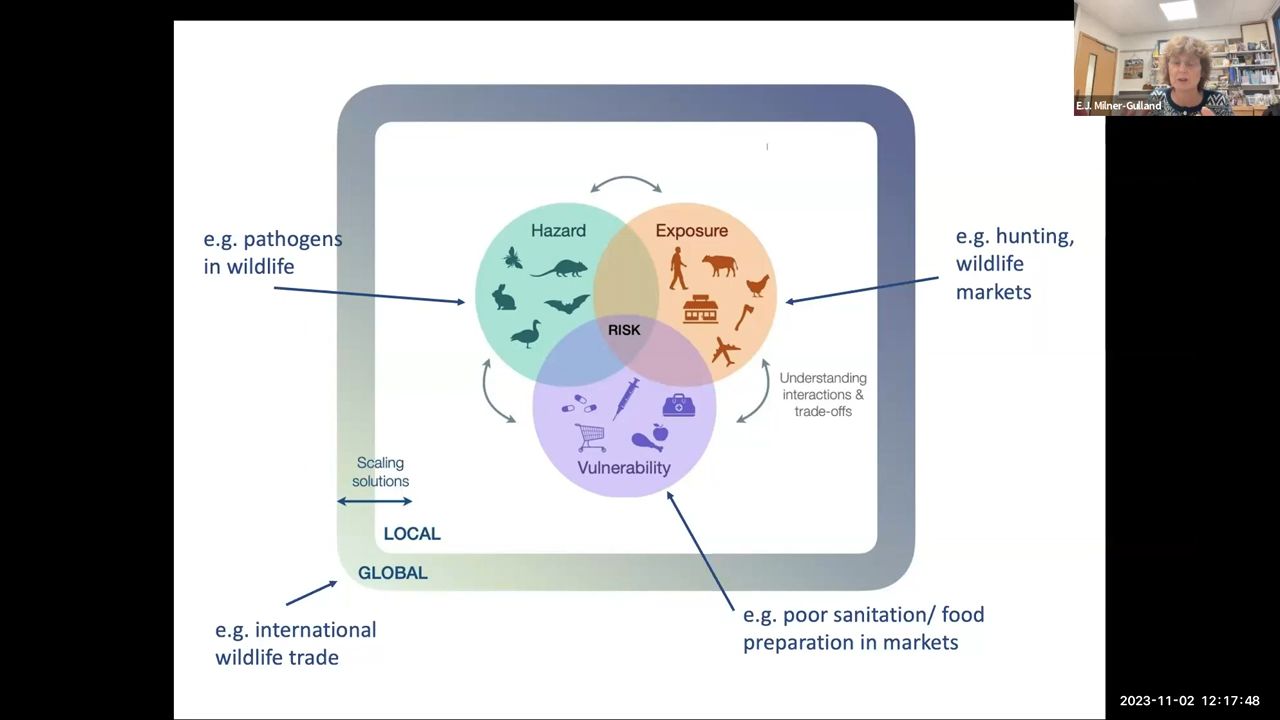 E.J. Milner-Gulland
Hazard
Exposure
e.g. pathogens
in wildlife
e.g. hunting,
wildlife
markets
RISK
Understanding
interactions &
trade-offs
Vulnerability
Scaling
solutions
LOCAL
GLOBAL
e.g. international
wildlife trade
e.g. poor sanitation/ food
preparation in markets
2023-11-02 12:17:48